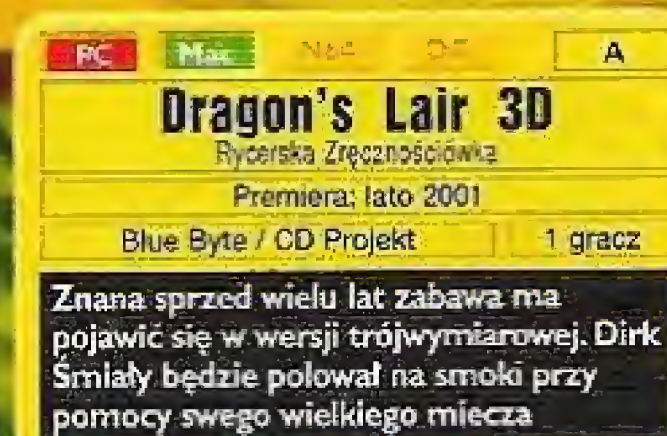 PC Mac N64 A
Dragon's Lair 3D
Rycerska Zręcznościówka
Premiera: lato 2001
Blue Byte / CD Projekt 1 gracz
Znana sprzed wielu lat zabawa ma
pojawić się w wersji trójwymiarowej. Dirk
Śmiały będzie polował na smoki przy
pomocy swego wielkiego miecza